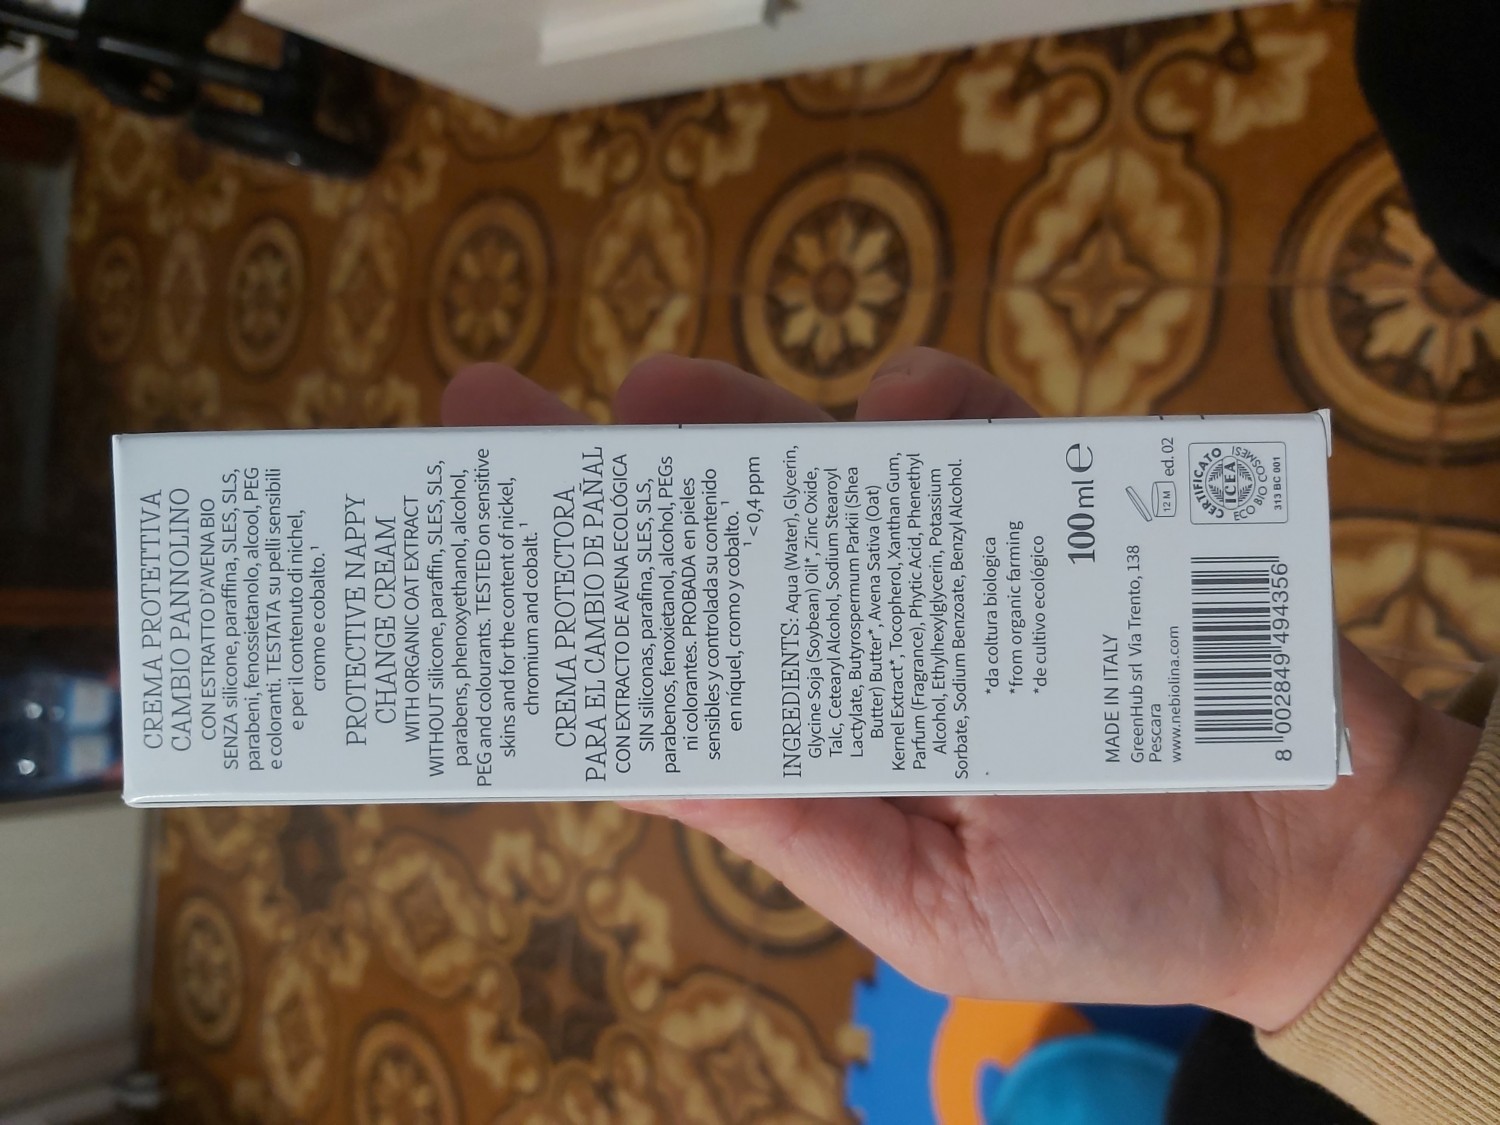 CREMA PROTETTIVA
CAMBIO PANNOLINO
CON ESTRATTO D'AVENA BIO
SENZA silicone, paraffina, SLES, SLS,
parabeni, fenossietanolo, alcool, PEG
e coloranti. TESTATA su pelli sensibili
e per il contenuto di nichel,
cromo e cobalto.¹
PROTECTIVE NAPPY
CHANGE CREAM
WITH ORGANIC OAT EXTRACT
WITHOUT silicone, paraffin, SLES, SLS,
parabens, phenoxyethanol, alcohol,
PEG and colourants. TESTED on sensitive
skins and for the content of nickel,
chromium and cobalt.¹
CREMA PROTECTORA
PARA EL CAMBIO DE PAÑAL
CON EXTRACTO DE AVENA ECOLÓGICA
SIN siliconas, parafina, SLES, SLS,
parabenos, fenoxietanol, alcohol, PEGs
ni colorantes. PROBADA en pieles
sensibles y controlada su contenido
en niquel, cromo y cobalto.¹
¹ <0,4 ppm
INGREDIENTS: Aqua (Water), Glycerin,
Glycine Soja (Soybean) Oil*, Zinc Oxide,
Talc, Cetearyl Alcohol, Sodium Stearoyl
Lactylate, Butyrospermum Parkii (Shea
Butter) Butter*, Avena Sativa (Oat)
Kernel Extract*, Tocopherol, Xanthan Gum,
Parfum (Fragrance), Phytic Acid, Phenethyl
Alcohol, Ethylhexylglycerin, Potassium
Sorbate, Sodium Benzoate, Benzyl Alcohol.
*da coltura biologica
*from organic farming
*de cultivo ecológico
100 ml e
MADE IN ITALY
GreenHub srl Via Trento, 138
Pescara
www.nebiolina.com
12 M
ed. 02
CERTIFICATO
ICEA
ECO BIO COSMESI
313 BC 001
8 002849 494356